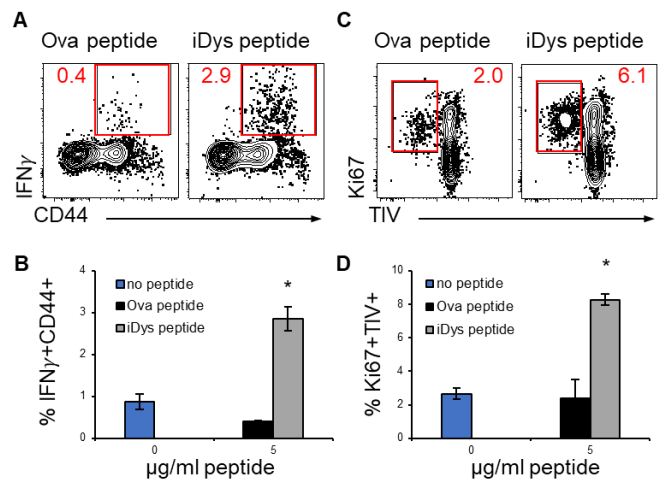 A
Ova peptide
iDys peptide
0.4
2.9
IFNγ
CD44
C
Ova peptide
iDys peptide
2.0
6.1
Ki67
TIV
B
% IFNγ+CD44+
4
3
2
1
0
no peptide
Ova peptide
iDys peptide
*
0
5
µg/ml peptide
D
% Ki67+TIV+
10
8
6
4
2
0
no peptide
Ova peptide
iDys peptide
*
0
5
µg/ml peptide